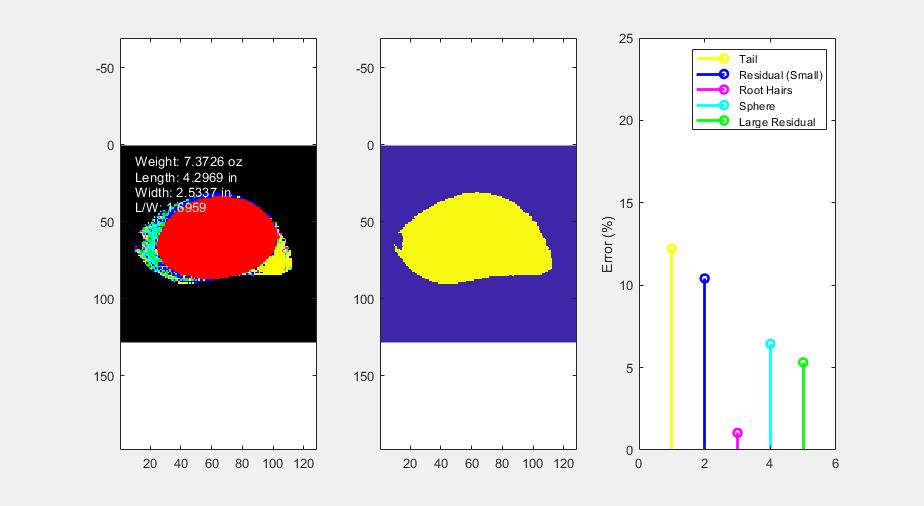 -50
0
50
100
150
20 40 60 80 100 120
Weight: 7.3726 oz
Length: 4.2969 in
Width: 2.5337 in
L/W: 1.6959
-50
0
50
100
150
20 40 60 80 100 120
Error (%)
25
20
15
10
5
0
0 2 4 6
Tail
Residual (Small)
Root Hairs
Sphere
Large Residual